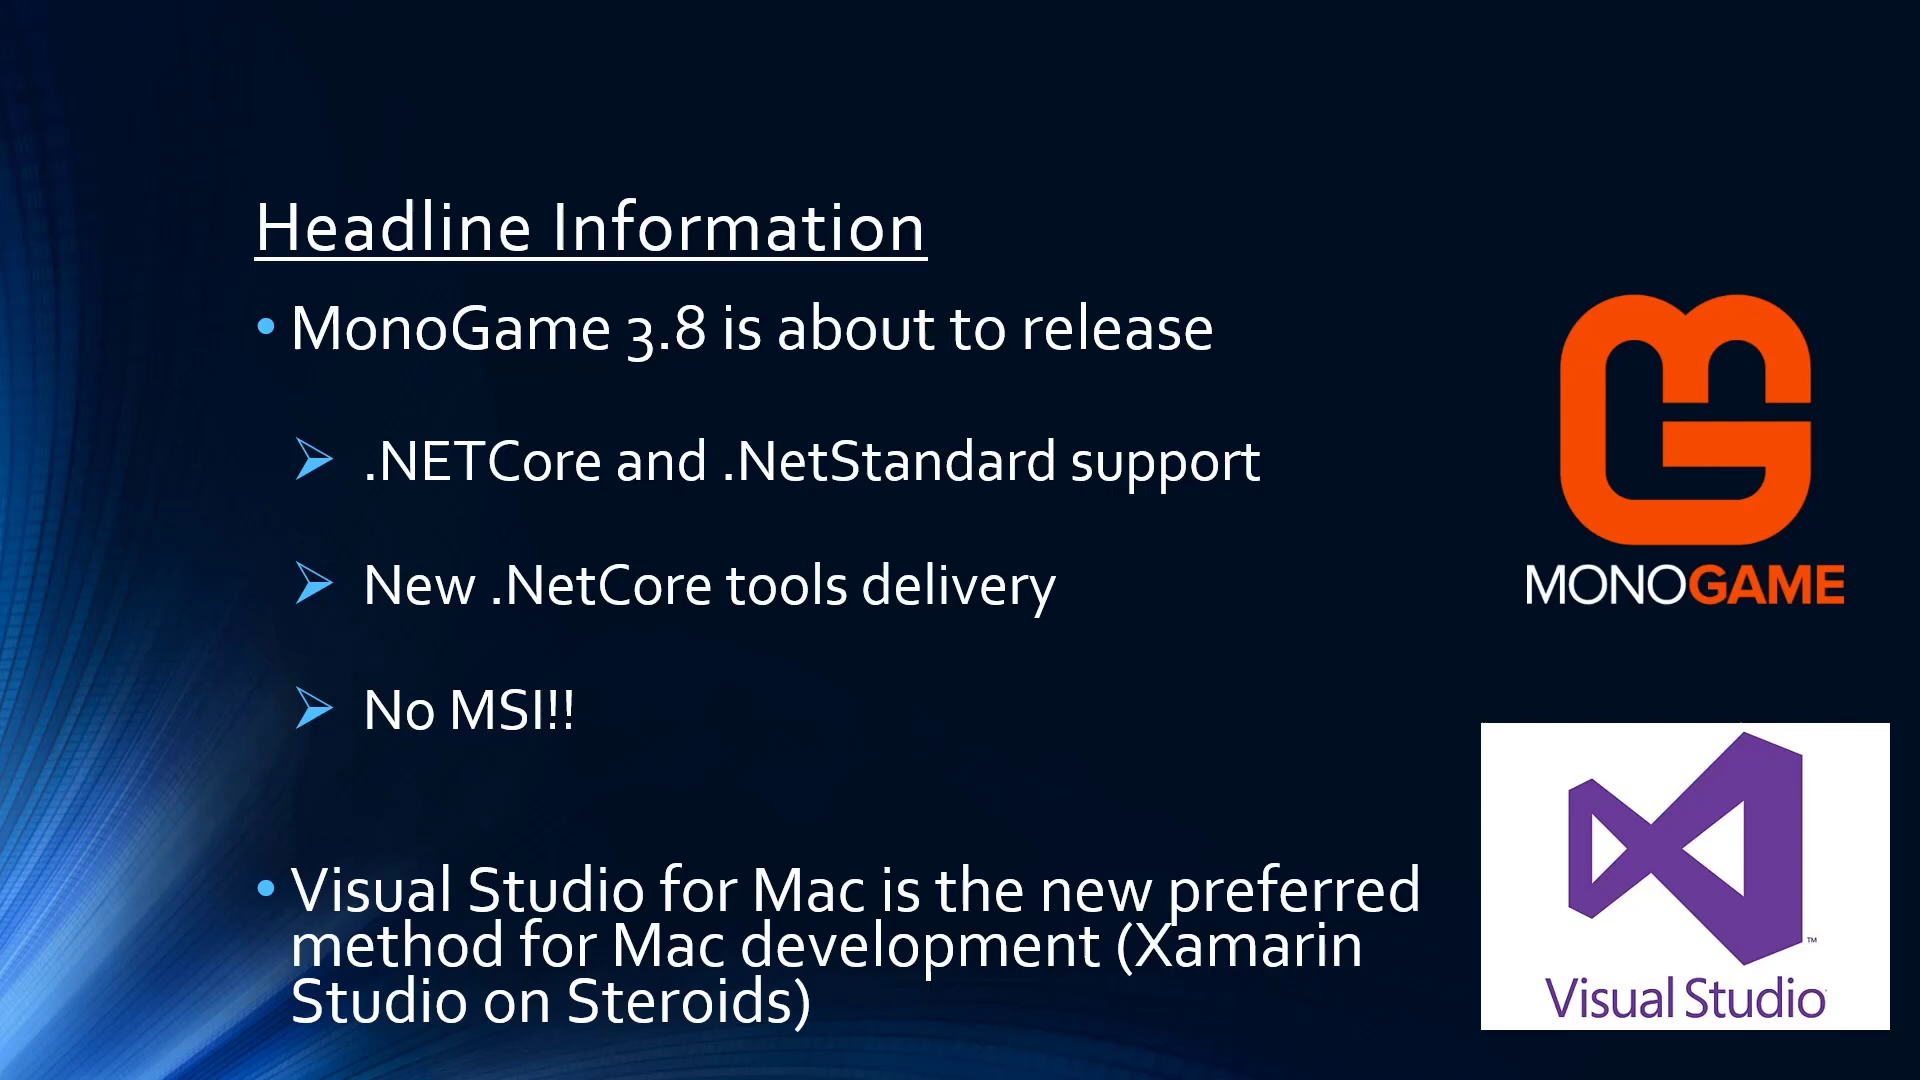 Headline Information
• MonoGame 3.8 is about to release
➢ .NETCore and .NetStandard support
➢ New .NetCore tools delivery
➢ No MSI!!
• Visual Studio for Mac is the new preferred
method for Mac development (Xamarin
Studio on Steroids)
MONOGAME
Visual Studio
™